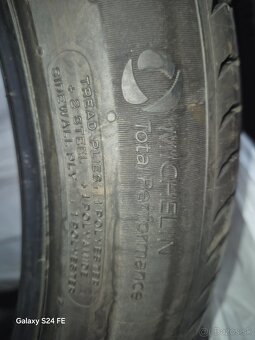 MICHELIN
Total Performance
TREAD PLIES: 1 POLYESTER
+ 2 STEEL + 1 POLYAMIDE
SIDEWALL PLY: 1 POLYESTER
Galaxy S24 FE